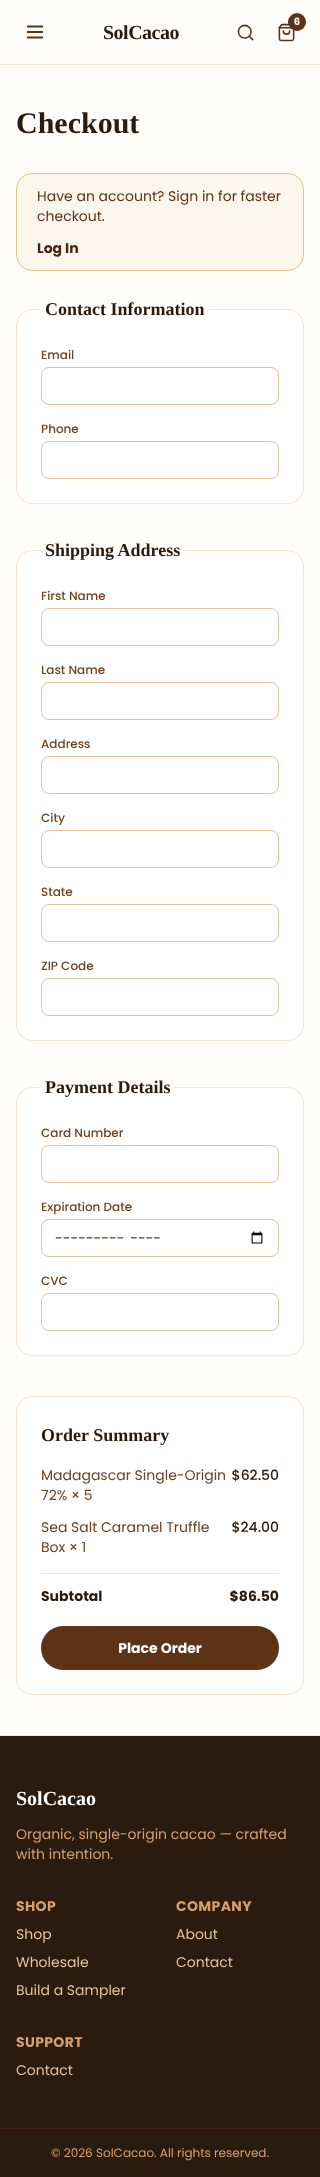 SolCacao
6
Checkout
Have an account? Sign in for faster
checkout.
Log In
Contact Information
Email
Phone
Shipping Address
First Name
Last Name
Address
City
State
ZIP Code
Payment Details
Card Number
Expiration Date
--------- ----
CVC
Order Summary
Madagascar Single-Origin $62.50
72% × 5
Sea Salt Caramel Truffle $24.00
Box × 1
Subtotal $86.50
Place Order
SolCacao
Organic, single-origin cacao — crafted
with intention.
SHOP
Shop
Wholesale
Build a Sampler
COMPANY
About
Contact
SUPPORT
Contact
© 2026 SolCacao. All rights reserved.